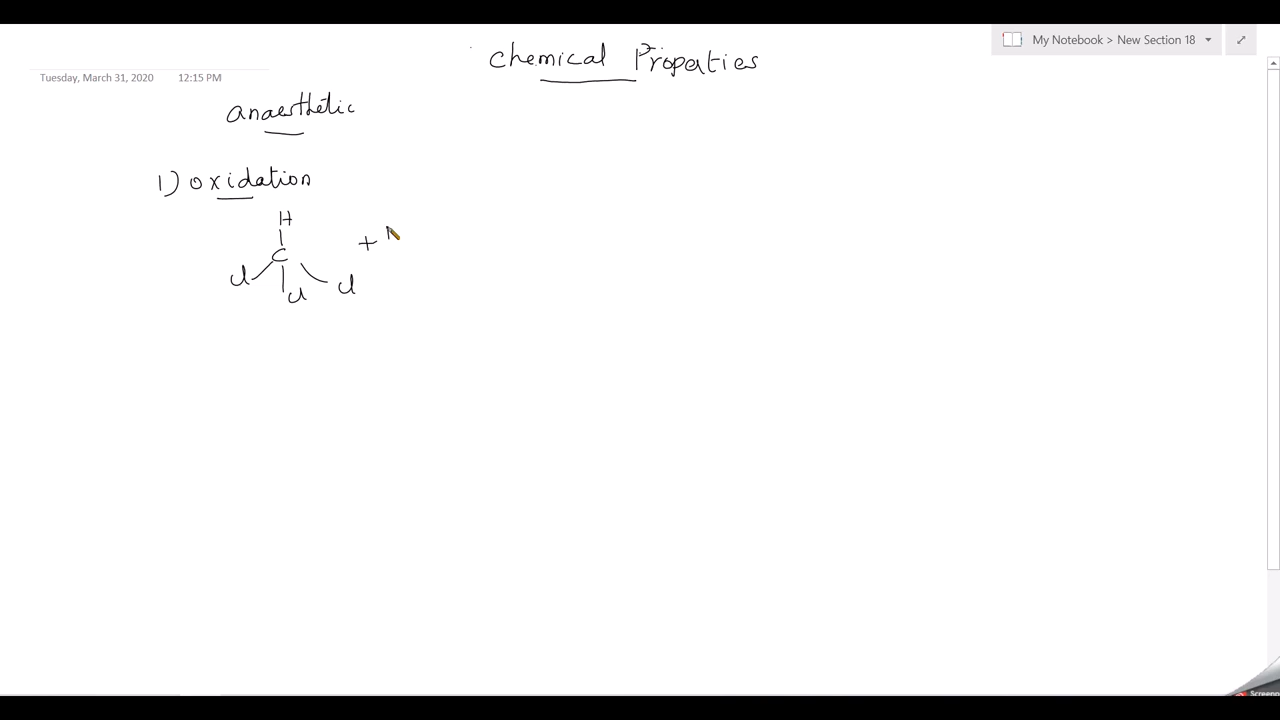 Chemical Properties
My Notebook > New Section 18
Tuesday, March 31, 2020 12:15 PM
anaesthetic
1) oxidation
H
C +
Cl Cl Cl